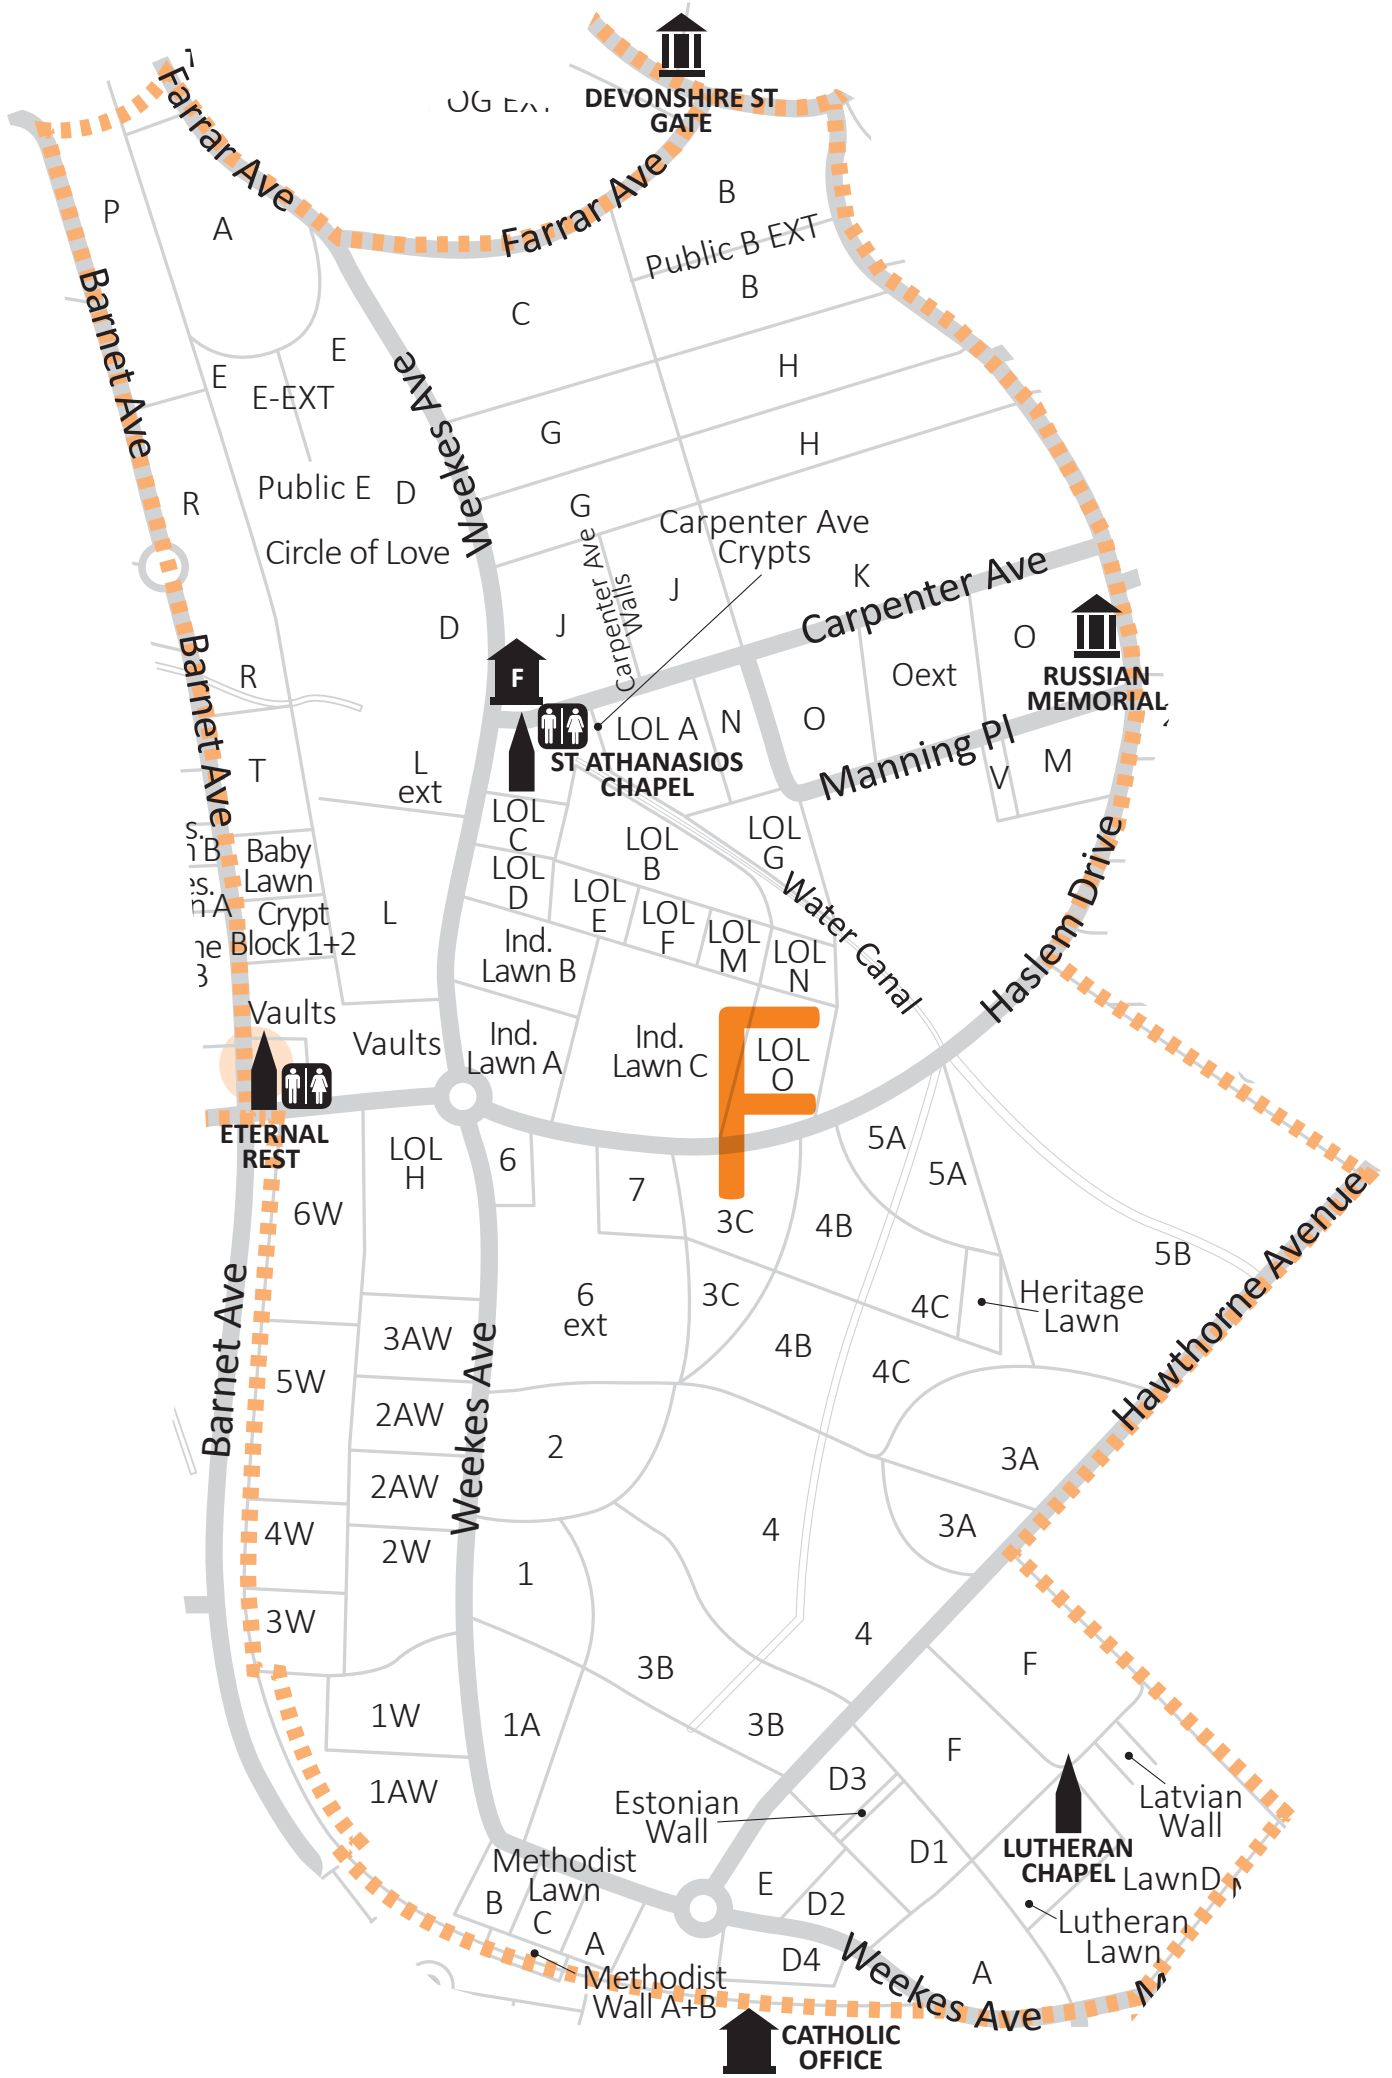 DEVONSHIRE ST
GATE
Farrar Ave
Farrar Ave
P
A
B
Public B EXT
B
C
Barnet Ave
E
E
E-EXT
Weekes Ave
H
G
H
R
Public E
D
G
Circle of Love
Carpenter Ave
Crypts
Carpenter Ave
Walls
J
J
K
Carpenter Ave
D
F
O
Oext
RUSSIAN
MEMORIAL
Barnet Ave
R
LOL A
N
O
Manning Pl
V
M
ST ATHANASIOS
CHAPEL
T
L
ext
LOL
C
LOL
B
LOL
G
Baby
Lawn
LOL
D
LOL
E
LOL
F
LOL
M
LOL
N
Water Canal
Haslem Drive
Crypt
Block 1+2
L
Ind.
Lawn B
Vaults
Vaults
Ind.
Lawn A
Ind.
Lawn C
F
LOL
O
ETERNAL
REST
LOL
H
6
7
5A
5A
6W
3C
4B
5B
Hawthorne Avenue
Barnet Ave
6
ext
3C
4C
Heritage
Lawn
3AW
4B
4C
5W
2AW
Weekes Ave
2
3A
2AW
4
3A
4W
2W
1
3W
4
3B
F
1W
1A
3B
F
1AW
D3
Estonian
Wall
Latvian
Wall
D1
LUTHERAN
CHAPEL
LawnD
Methodist
Lawn
B
C
A
E
D2
D4
Lutheran
Lawn
A
Weekes Ave
Methodist
Wall A+B
CATHOLIC
OFFICE